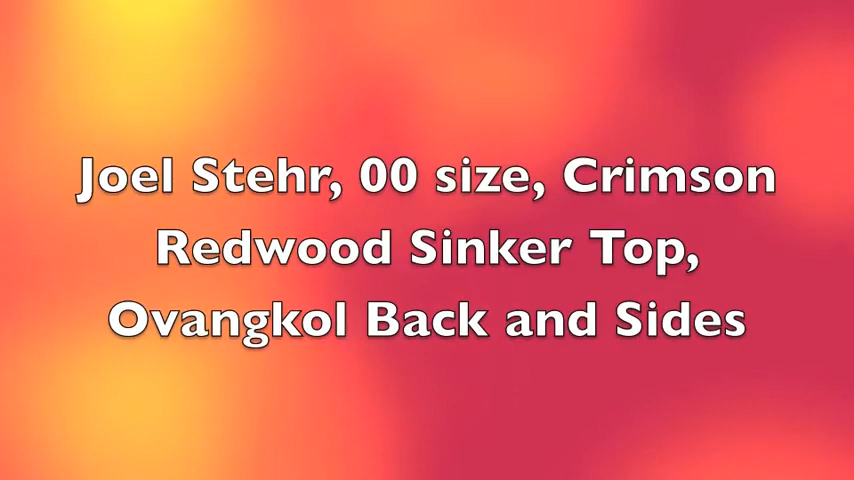 Joel Stehr, 00 size, Crimson
Redwood Sinker Top,
Ovangkol Back and Sides